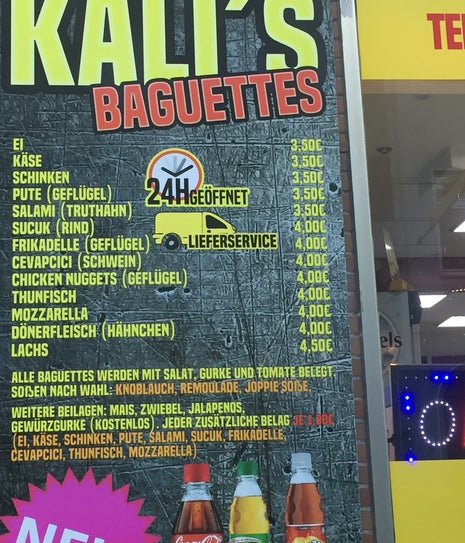 KALI'S
BAGUETTES
EI 3,50€
KÄSE 3,50€
SCHINKEN 3,50€
PUTE (GEFLÜGEL) 3,50€
SALAMI (TRUTHAHN) 3,50€
SUCUK (RIND) 4,00€
FRIKADELLE (GEFLÜGEL) 4,00€
CEVAPCICI (SCHWEIN) 4,00€
CHICKEN NUGGETS (GEFLÜGEL) 4,00€
THUNFISCH 4,00€
MOZZARELLA 4,00€
DÖNERFLEISCH (HÄHNCHEN) 4,00€
LACHS 4,50€
24H GEÖFFNET
LIEFERSERVICE
ALLE BAGUETTES WERDEN MIT SALAT, GURKE UND TOMATE BELEGT.
SOßEN NACH WAHL: KNOBLAUCH, REMOULADE, JOPPIE SOßE.
WEITERE BEILAGEN: MAIS, ZWIEBEL, JALAPENOS,
GEWÜRZGURKE (KOSTENLOS). JEDER ZUSÄTZLICHE BELAG JE 1,00€
(EI, KÄSE, SCHINKEN, PUTE, SALAMI, SUCUK, FRIKADELLE,
CEVAPCICI, THUNFISCH, MOZZARELLA)
NEU
TE
els
O